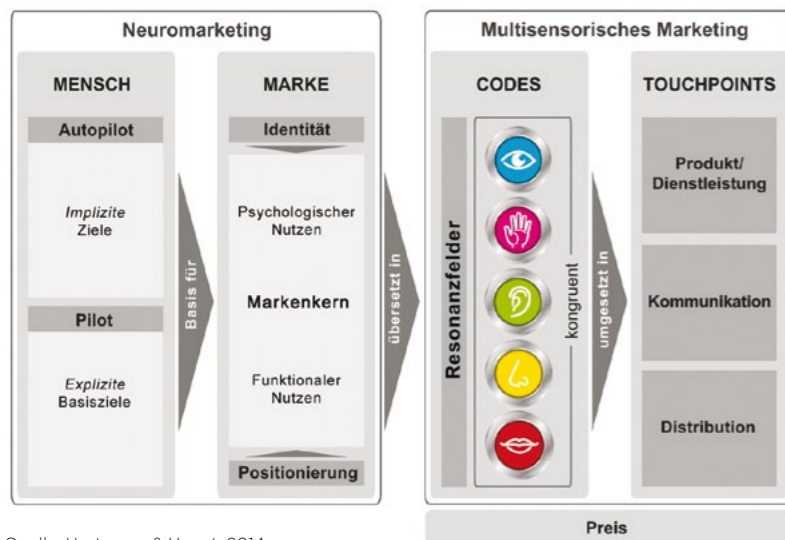 Neuromarketing
MENSCH
Autopilot
Implizite
Ziele
Pilot
Explizite
Basisziele
Basis für
MARKE
Identität
Psychologischer
Nutzen
Markenkern
Funktionaler
Nutzen
Positionierung
übersetzt in
Multisensorisches Marketing
CODES
Resonanzfelder
kongruent
umgesetzt in
TOUCHPOINTS
Produkt/
Dienstleistung
Kommunikation
Distribution
Preis
2014